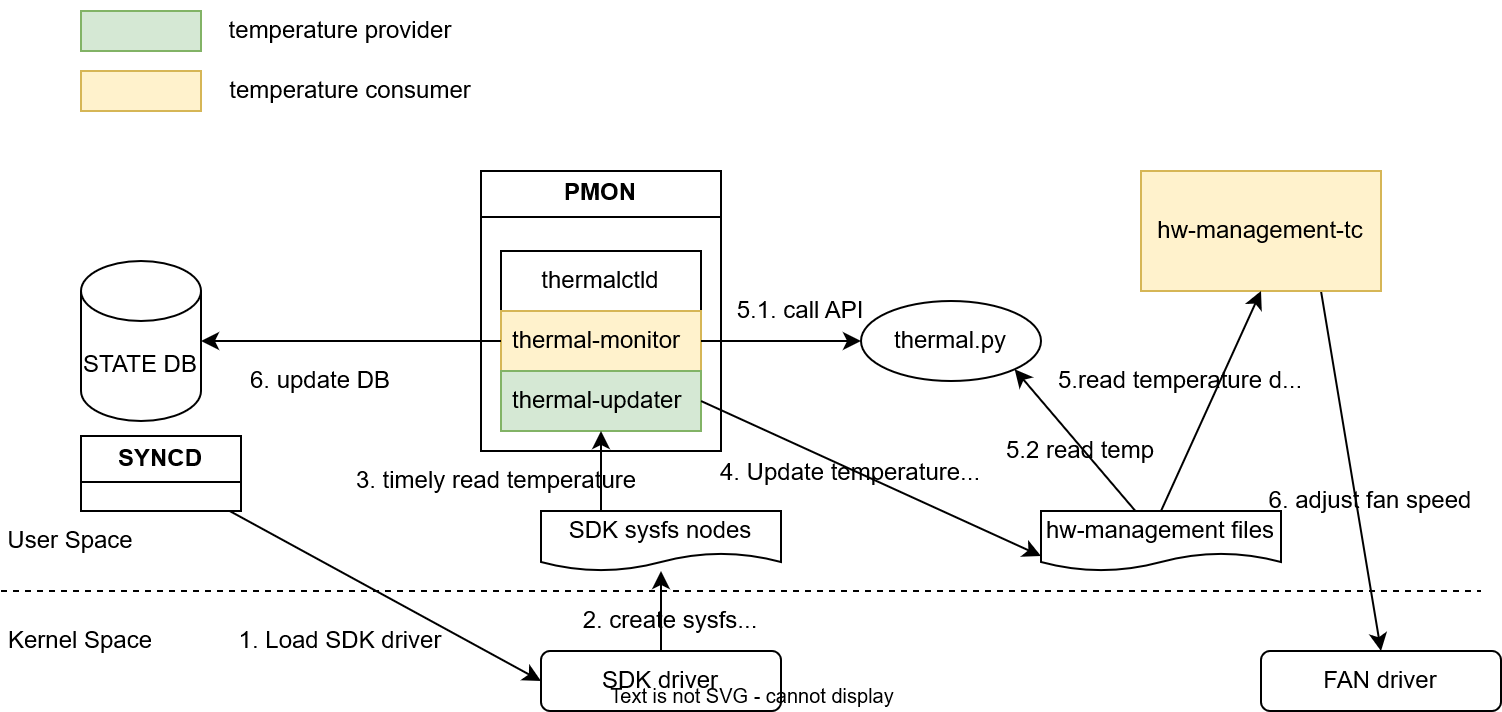 temperature provider
temperature consumer
PMON
hw-management-tc
thermalctld
5.1. call API
thermal-monitor
thermal.py
STATE DB
6. update DB
5.read temperature d...
thermal-updater
5.2 read temp
SYNCD
3. timely read temperature
4. Update temperature...
6. adjust fan speed
SDK sysfs nodes
hw-management files
User Space
2. create sysfs...
Kernel Space
1. Load SDK driver
SDK driver
FAN driver
Text is not SVG - cannot display